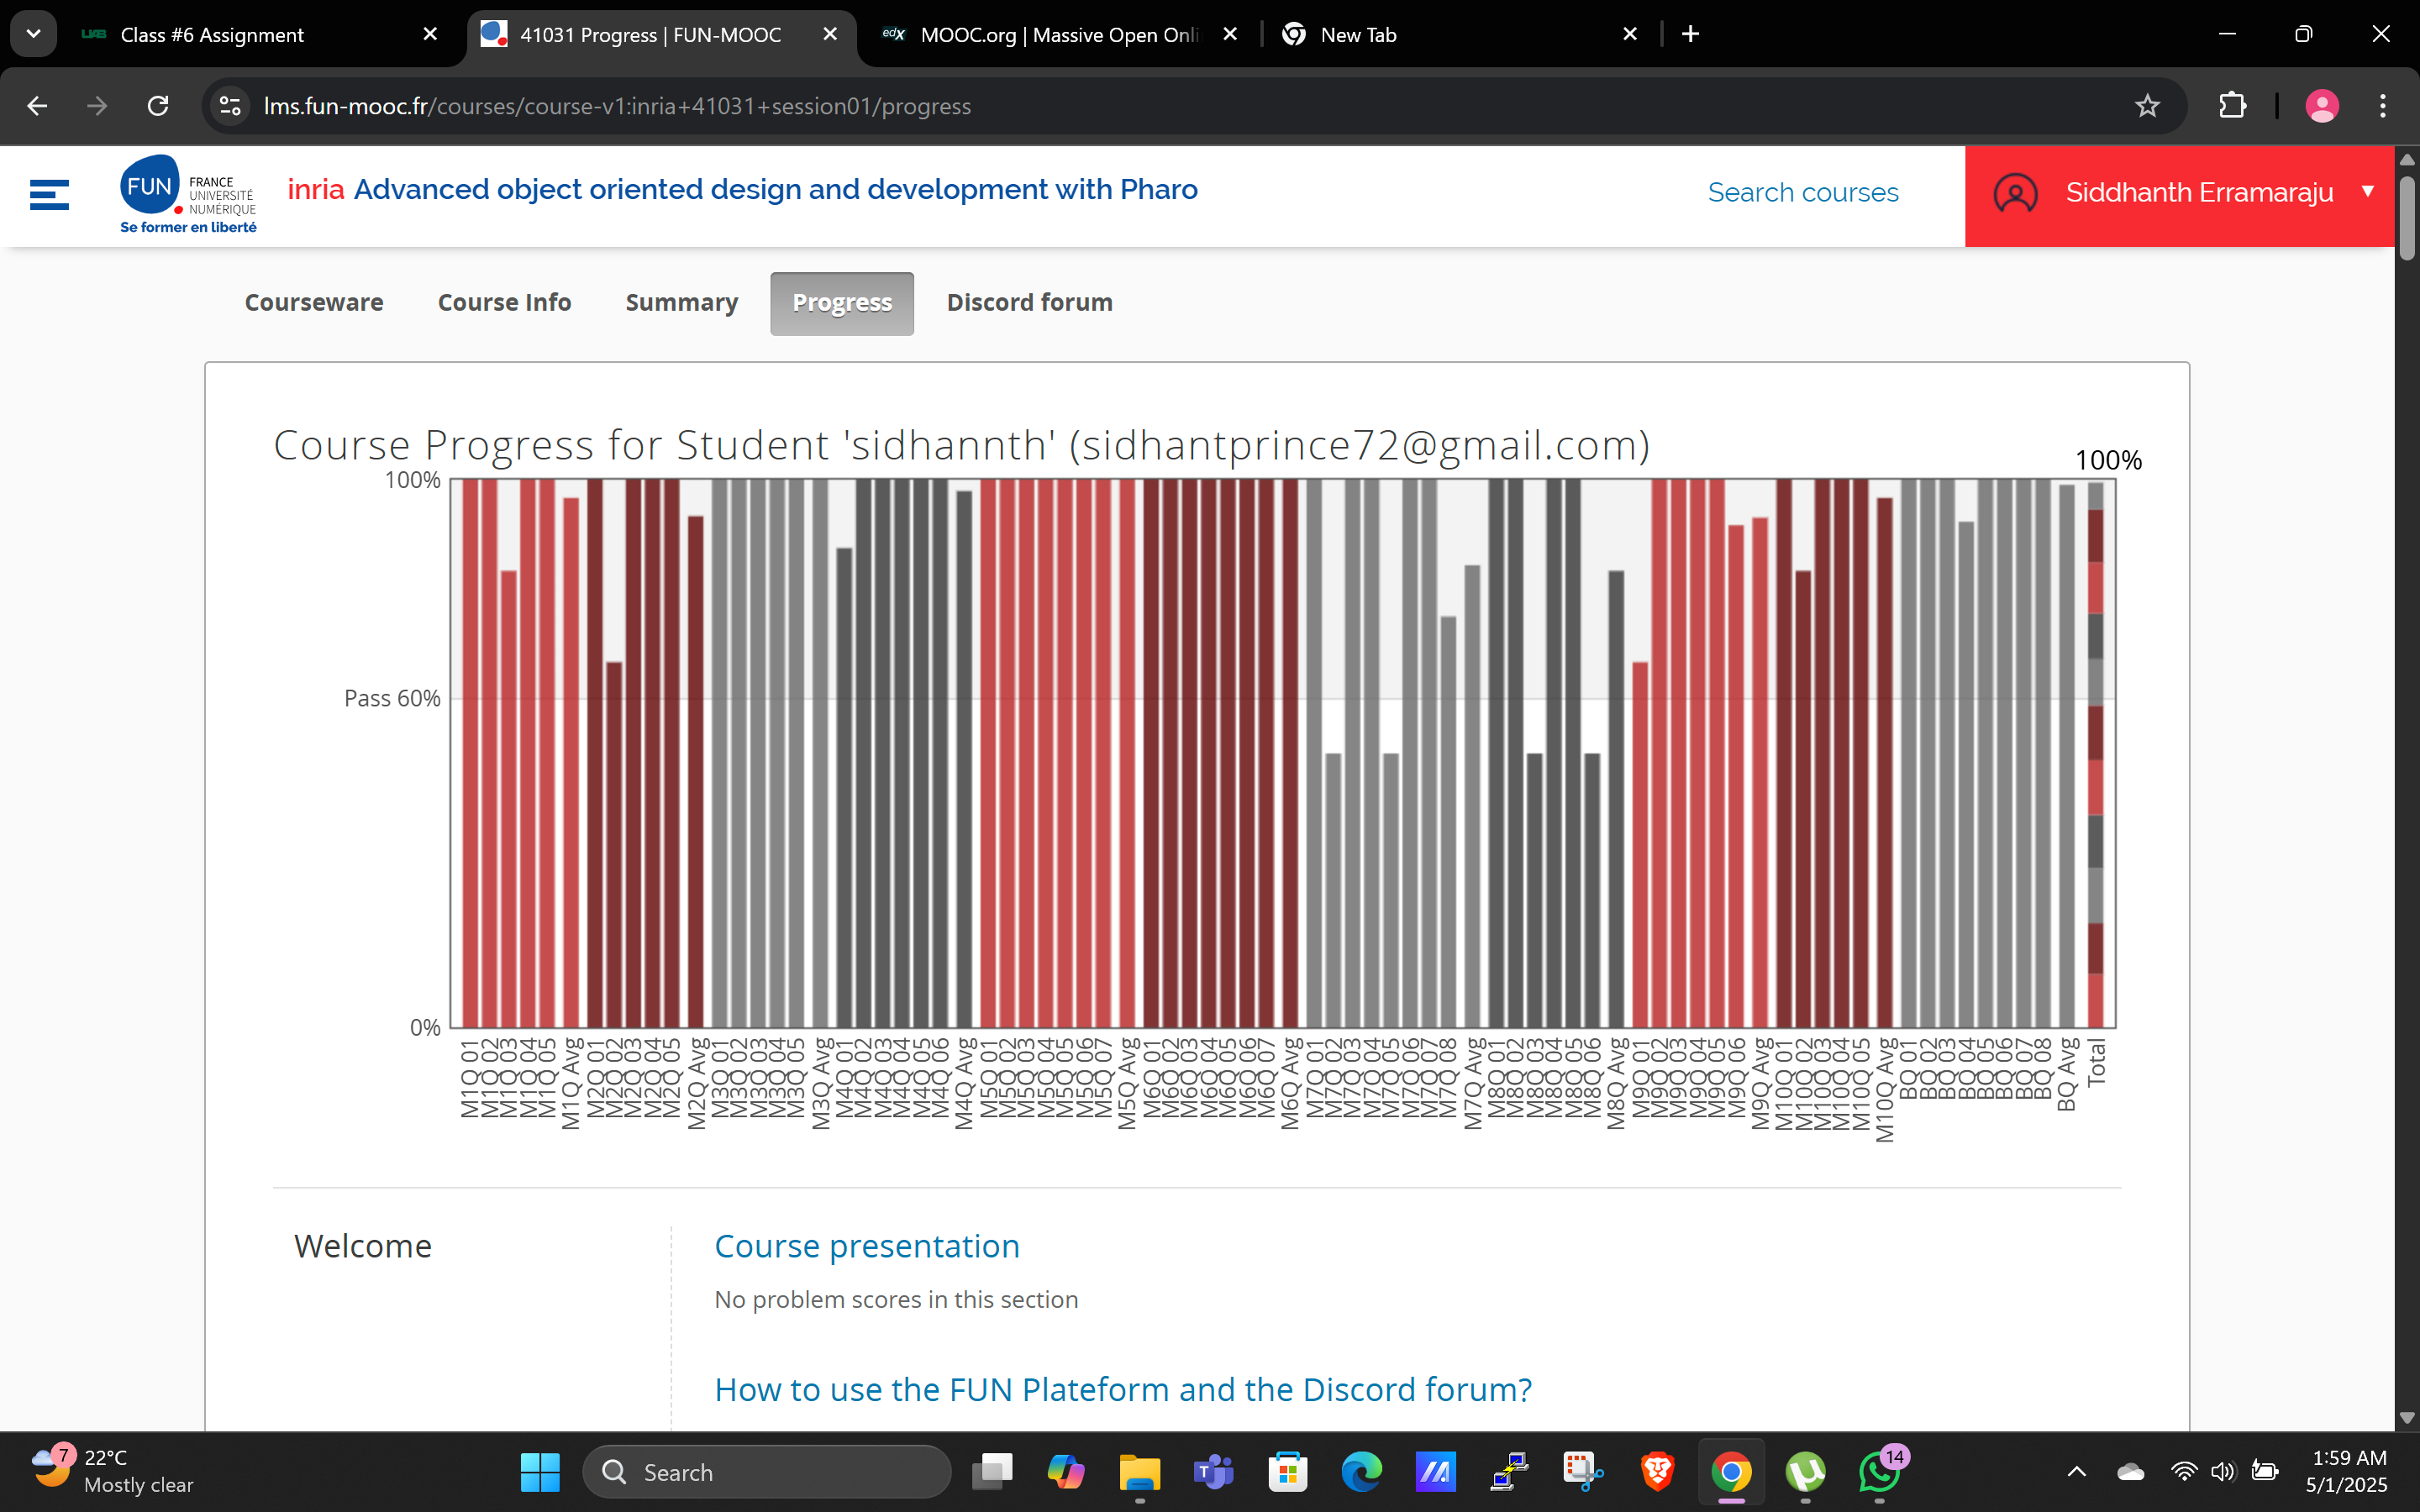 UAB Class #6 Assignment
41031 Progress | FUN-MOOC
edX MOOC.org | Massive Open Onli
New Tab
lms.fun-mooc.fr/courses/course-v1:inria+41031+session01/progress
FUN FRANCE UNIVERSITÉ NUMÉRIQUE
Se former en liberté
inria Advanced object oriented design and development with Pharo
Search courses
Siddhanth Erramaraju
Courseware Course Info Summary Progress Discord forum
Course Progress for Student 'sidhannth' (sidhantprince72@gmail.com)
100%
100%
Pass 60%
0%
M1Q 01
M1Q 02
M1Q 03
M1Q 04
M1Q 05
M1Q Avg
M2Q 01
M2Q 02
M2Q 03
M2Q 04
M2Q 05
M2Q Avg
M3Q 01
M3Q 02
M3Q 03
M3Q 04
M3Q 05
M3Q Avg
M4Q 01
M4Q 02
M4Q 03
M4Q 04
M4Q 05
M4Q 06
M4Q Avg
M5Q 01
M5Q 02
M5Q 03
M5Q 04
M5Q 05
M5Q 06
M5Q 07
M5Q Avg
M6Q 01
M6Q 02
M6Q 03
M6Q 04
M6Q 05
M6Q 06
M6Q 07
M6Q Avg
M7Q 01
M7Q 02
M7Q 03
M7Q 04
M7Q 05
M7Q 06
M7Q 07
M7Q 08
M7Q Avg
M8Q 01
M8Q 02
M8Q 03
M8Q 04
M8Q 05
M8Q 06
M8Q Avg
M9Q 01
M9Q 02
M9Q 03
M9Q 04
M9Q 05
M9Q 06
M9Q Avg
M10Q 01
M10Q 02
M10Q 03
M10Q 04
M10Q 05
M10Q Avg
BQ 01
BQ 02
BQ 03
BQ 04
BQ 05
BQ 06
BQ 07
BQ 08
BQ Avg
Total
Welcome
Course presentation
No problem scores in this section
How to use the FUN Plateform and the Discord forum?
7
22°C
Mostly clear
Search
14
1:59 AM
5/1/2025